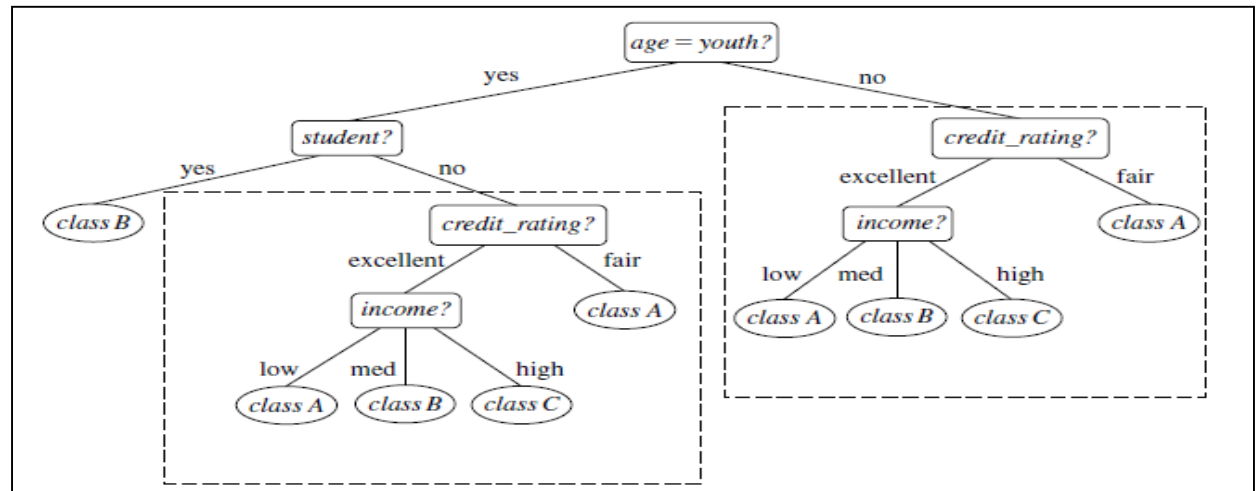 age = youth?
yes
no
student?
credit_rating?
yes
no
excellent
fair
class B
credit_rating?
income?
class A
excellent
fair
low
med
high
income?
class A
class A
class B
class C
low
med
high
class A
class B
class C